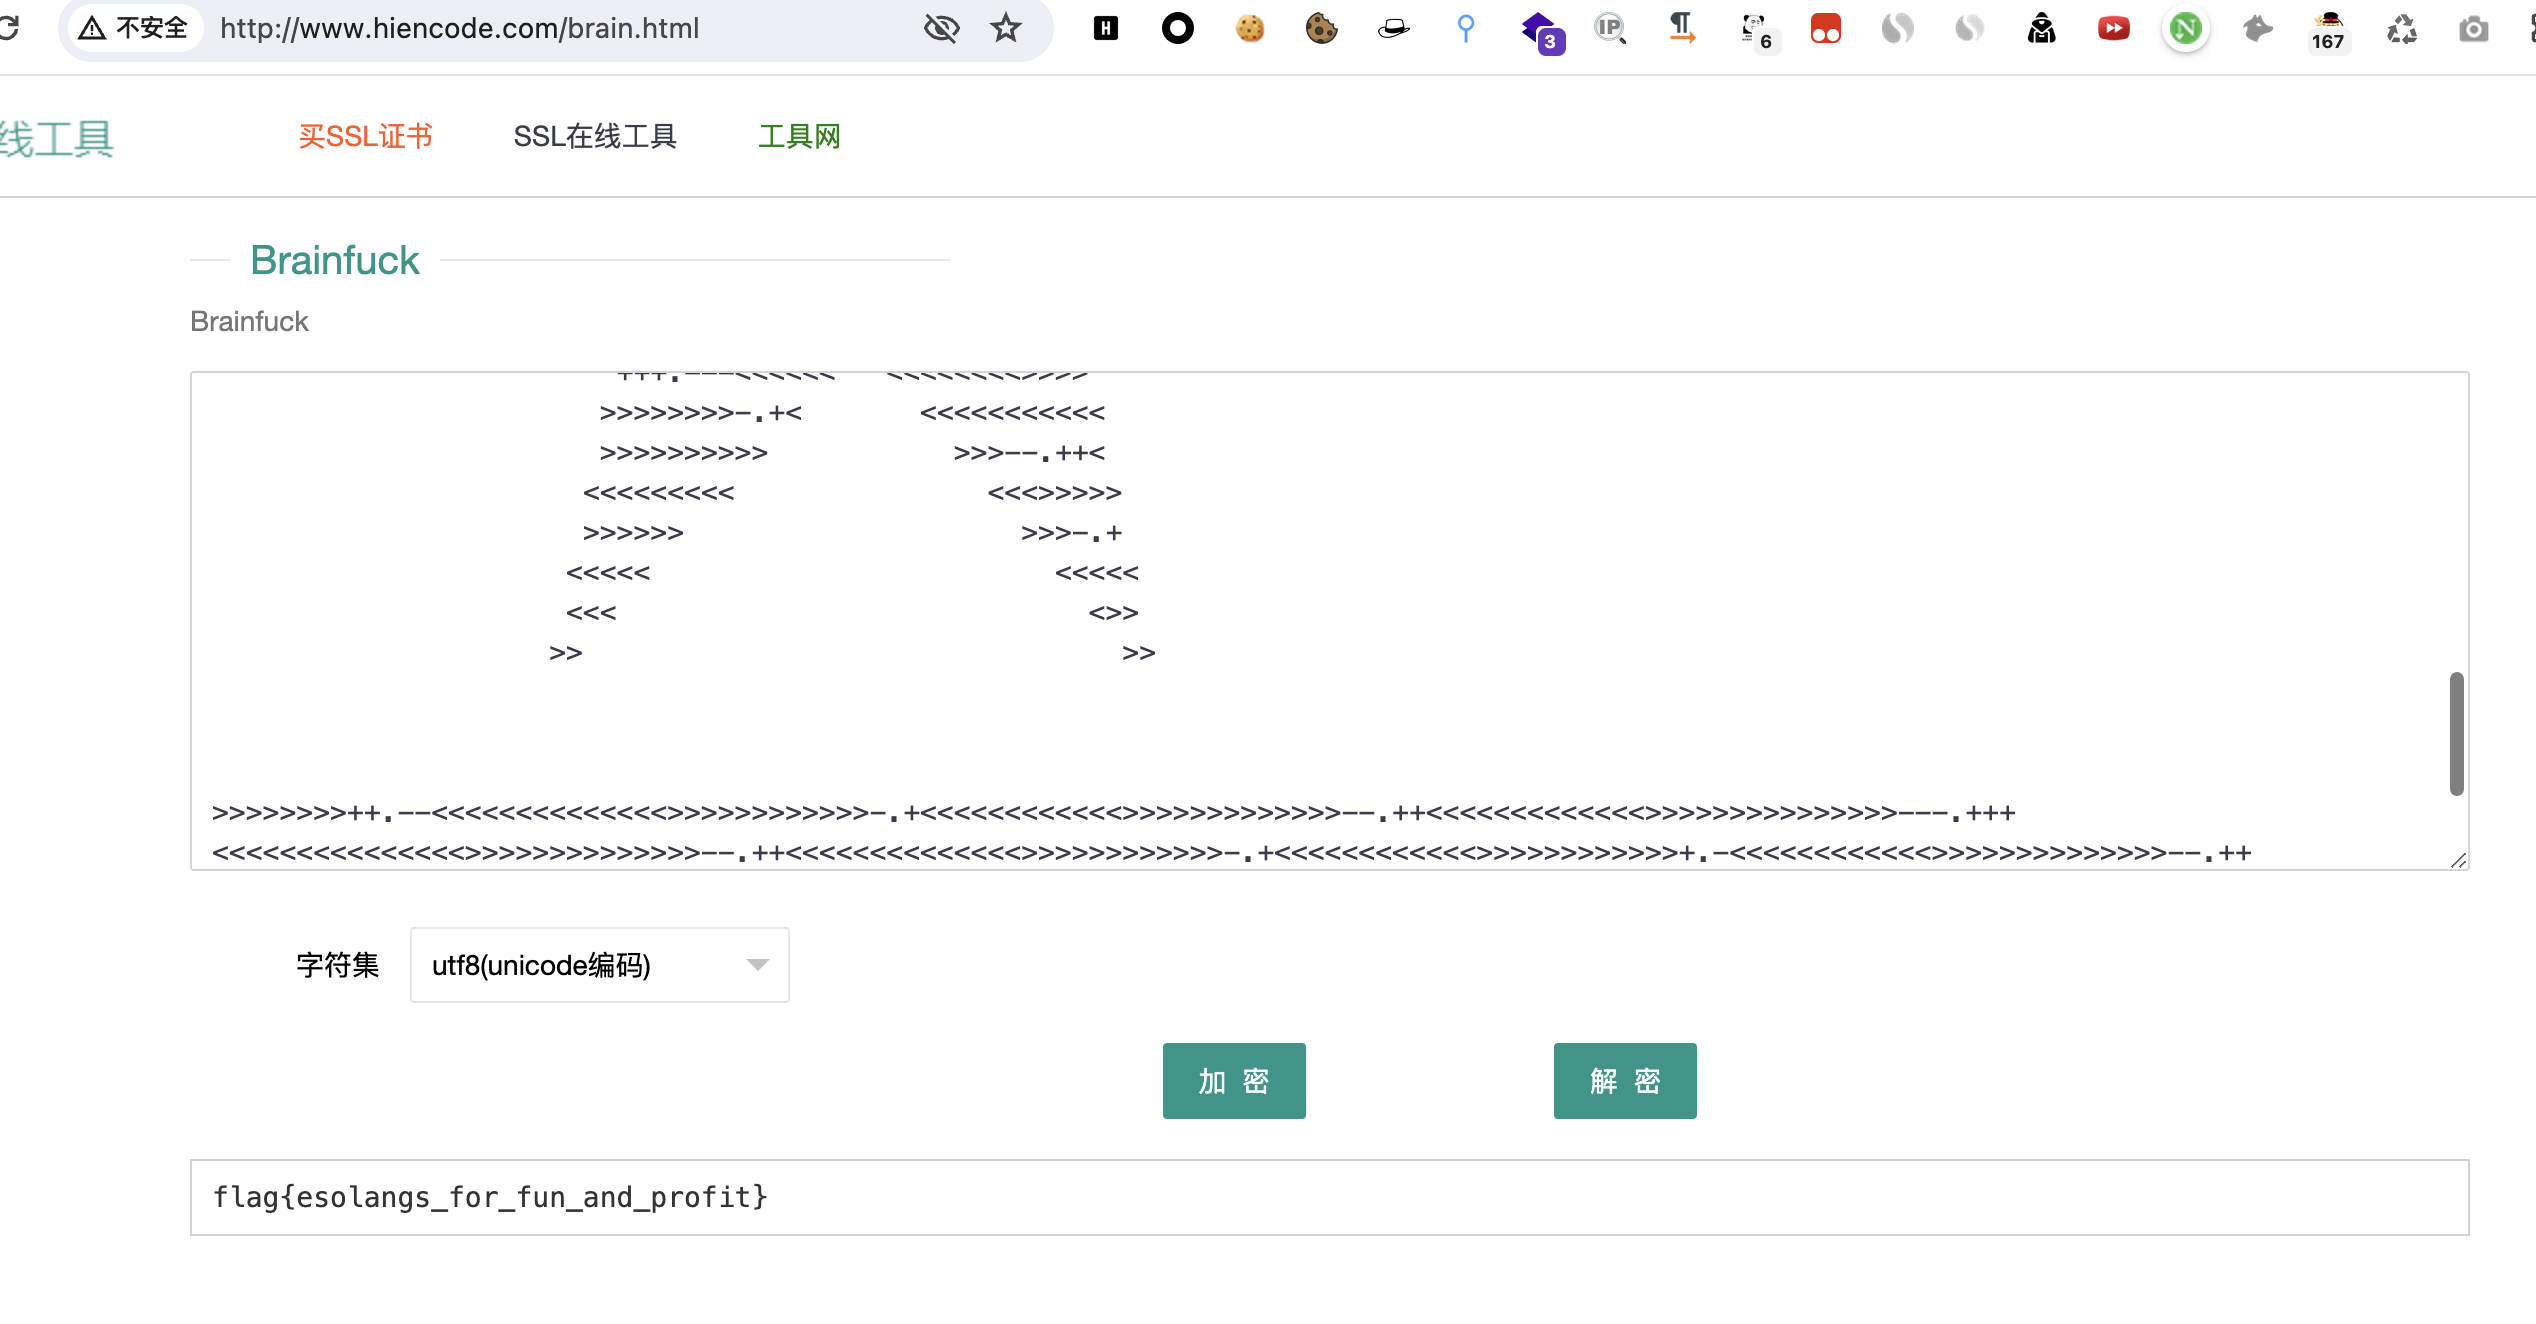 不安全 http://www.hiencode.com/brain.html H 3 IP 6 N 167
线工具 买SSL证书 SSL在线工具 工具网
Brainfuck
Brainfuck
+++.---<<<<<< <<<<<<<<>>>>
>>>>>>>>-.+< <<<<<<<<<<<
>>>>>>>>>> >>>--.++<
<<<<<<<<< <<<>>>>>
>>>>>> >>>-.+
<<<<< <<<<<
<<< <>>
>> >>
>>>>>>>>++.--<<<<<<<<<<<<<<>>>>>>>>>>>>-.+<<<<<<<<<<<<>>>>>>>>>>>>>--.++<<<<<<<<<<<<<>>>>>>>>>>>>>>>---.+++
<<<<<<<<<<<<<<<>>>>>>>>>>>>>>--.++<<<<<<<<<<<<<<>>>>>>>>>>>>-.+<<<<<<<<<<<<>>>>>>>>>>>>+.-<<<<<<<<<<<<>>>>>>>>>>>>>>--.++
字符集 utf8(unicode编码)
加 密 解 密
flag{esolangs_for_fun_and_profit}